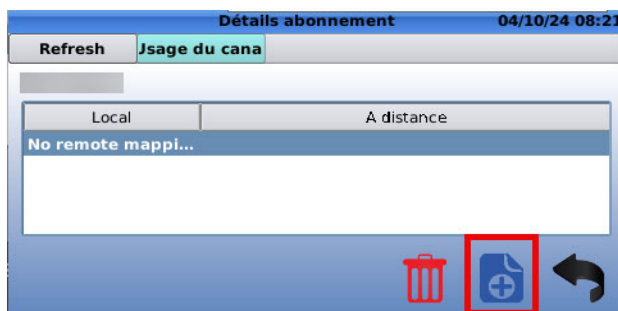 Détails abonnement 04/10/24 08:21
Refresh Jsage du cana
Local A distance
No remote mappi...